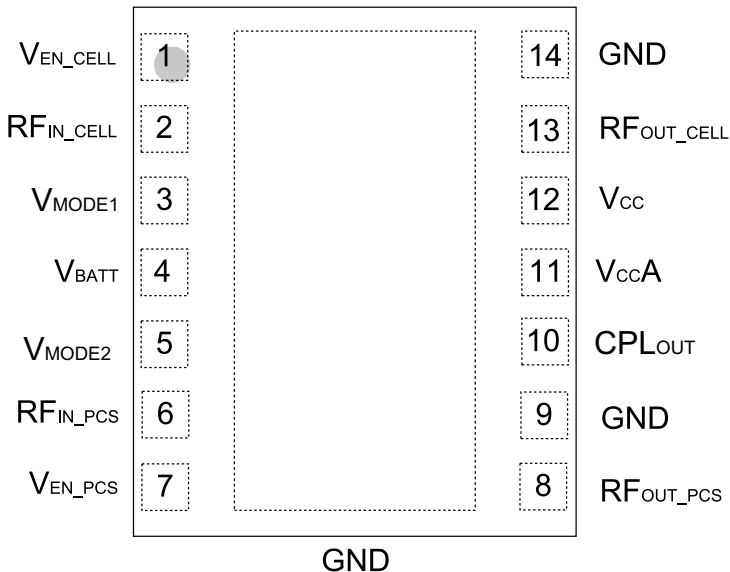 VEN_CELL 1 14 GND
RFIN_CELL 2 13 RFOUT_CELL
VMODE1 3 12 VCC
VBATT 4 11 VCCA
VMODE2 5 10 CPLOUT
RFIN_PCS 6 9 GND
VEN_PCS 7 8 RFOUT_PCS
GND